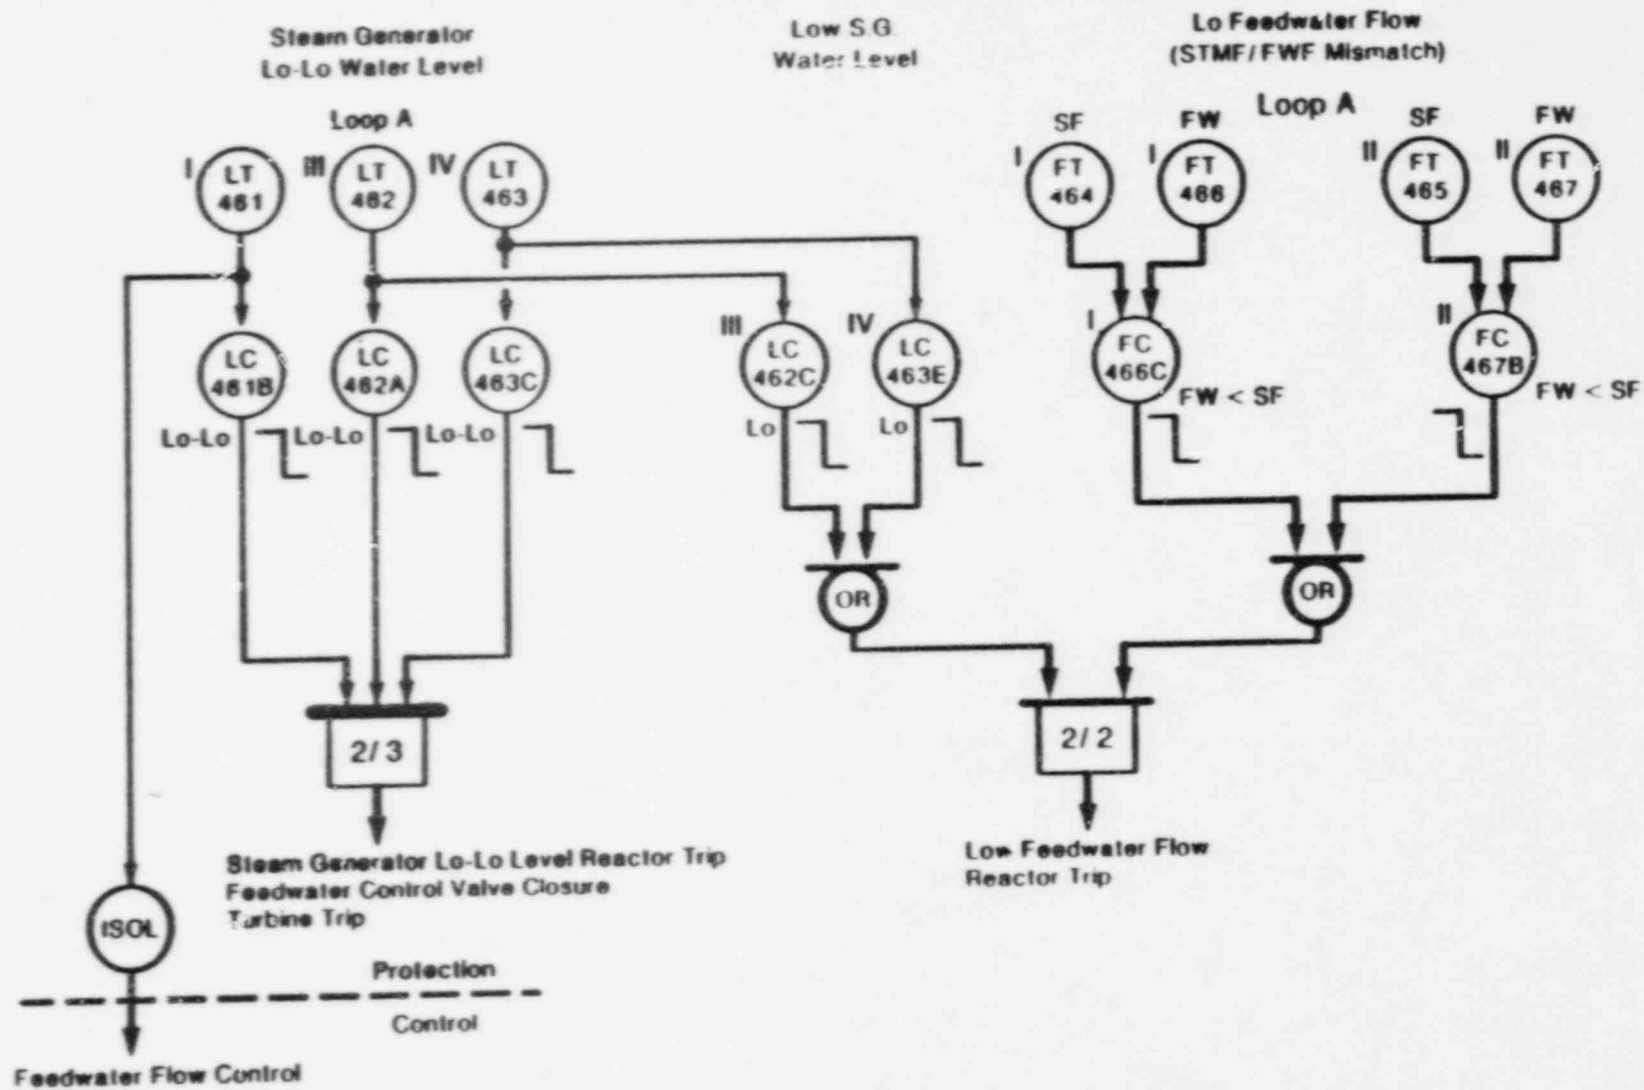 Steam Generator
Lo-Lo Water Level
Loop A
Low S.G.
Water Level
Lo Feedwater Flow
(STMF/FWF Mismatch)
Loop A
I
LT
461
III
LT
462
IV
LT
463
SF
I
FT
464
FW
I
FT
466
SF
II
FT
465
FW
II
FT
467
LC
461B
Lo-Lo
LC
462A
Lo-Lo
LC
463C
Lo-Lo
III
LC
462C
Lo
IV
LC
463E
Lo
I
FC
466C
FW < SF
II
FC
467B
FW < SF
OR
OR
2/3
2/2
Steam Generator Lo-Lo Level Reactor Trip
Feedwater Control Valve Closure
Turbine Trip
Low Feedwater Flow
Reactor Trip
ISOL
Protection
Control
Feedwater Flow Control